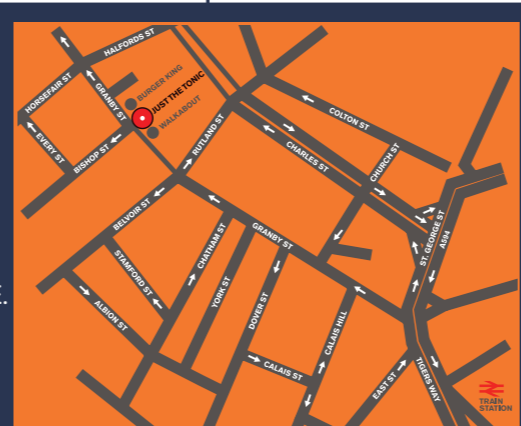 HALFORDS ST
HORSEFAIR ST
GRANBY ST
BURGER KING
JUST THE TONIC
WALKABOUT
EVERY ST
BISHOP ST
RUTLAND ST
COLTON ST
CHARLES ST
CHURCH ST
BELVOIR ST
GRANBY ST
CHATHAM ST
YORK ST
STAMFORD ST
ALBION ST
DOVER ST
CALAIS ST
CALAIS HILL
EAST ST
ST. GEORGE ST
A594
TIGERS WAY
TRAIN
STATION